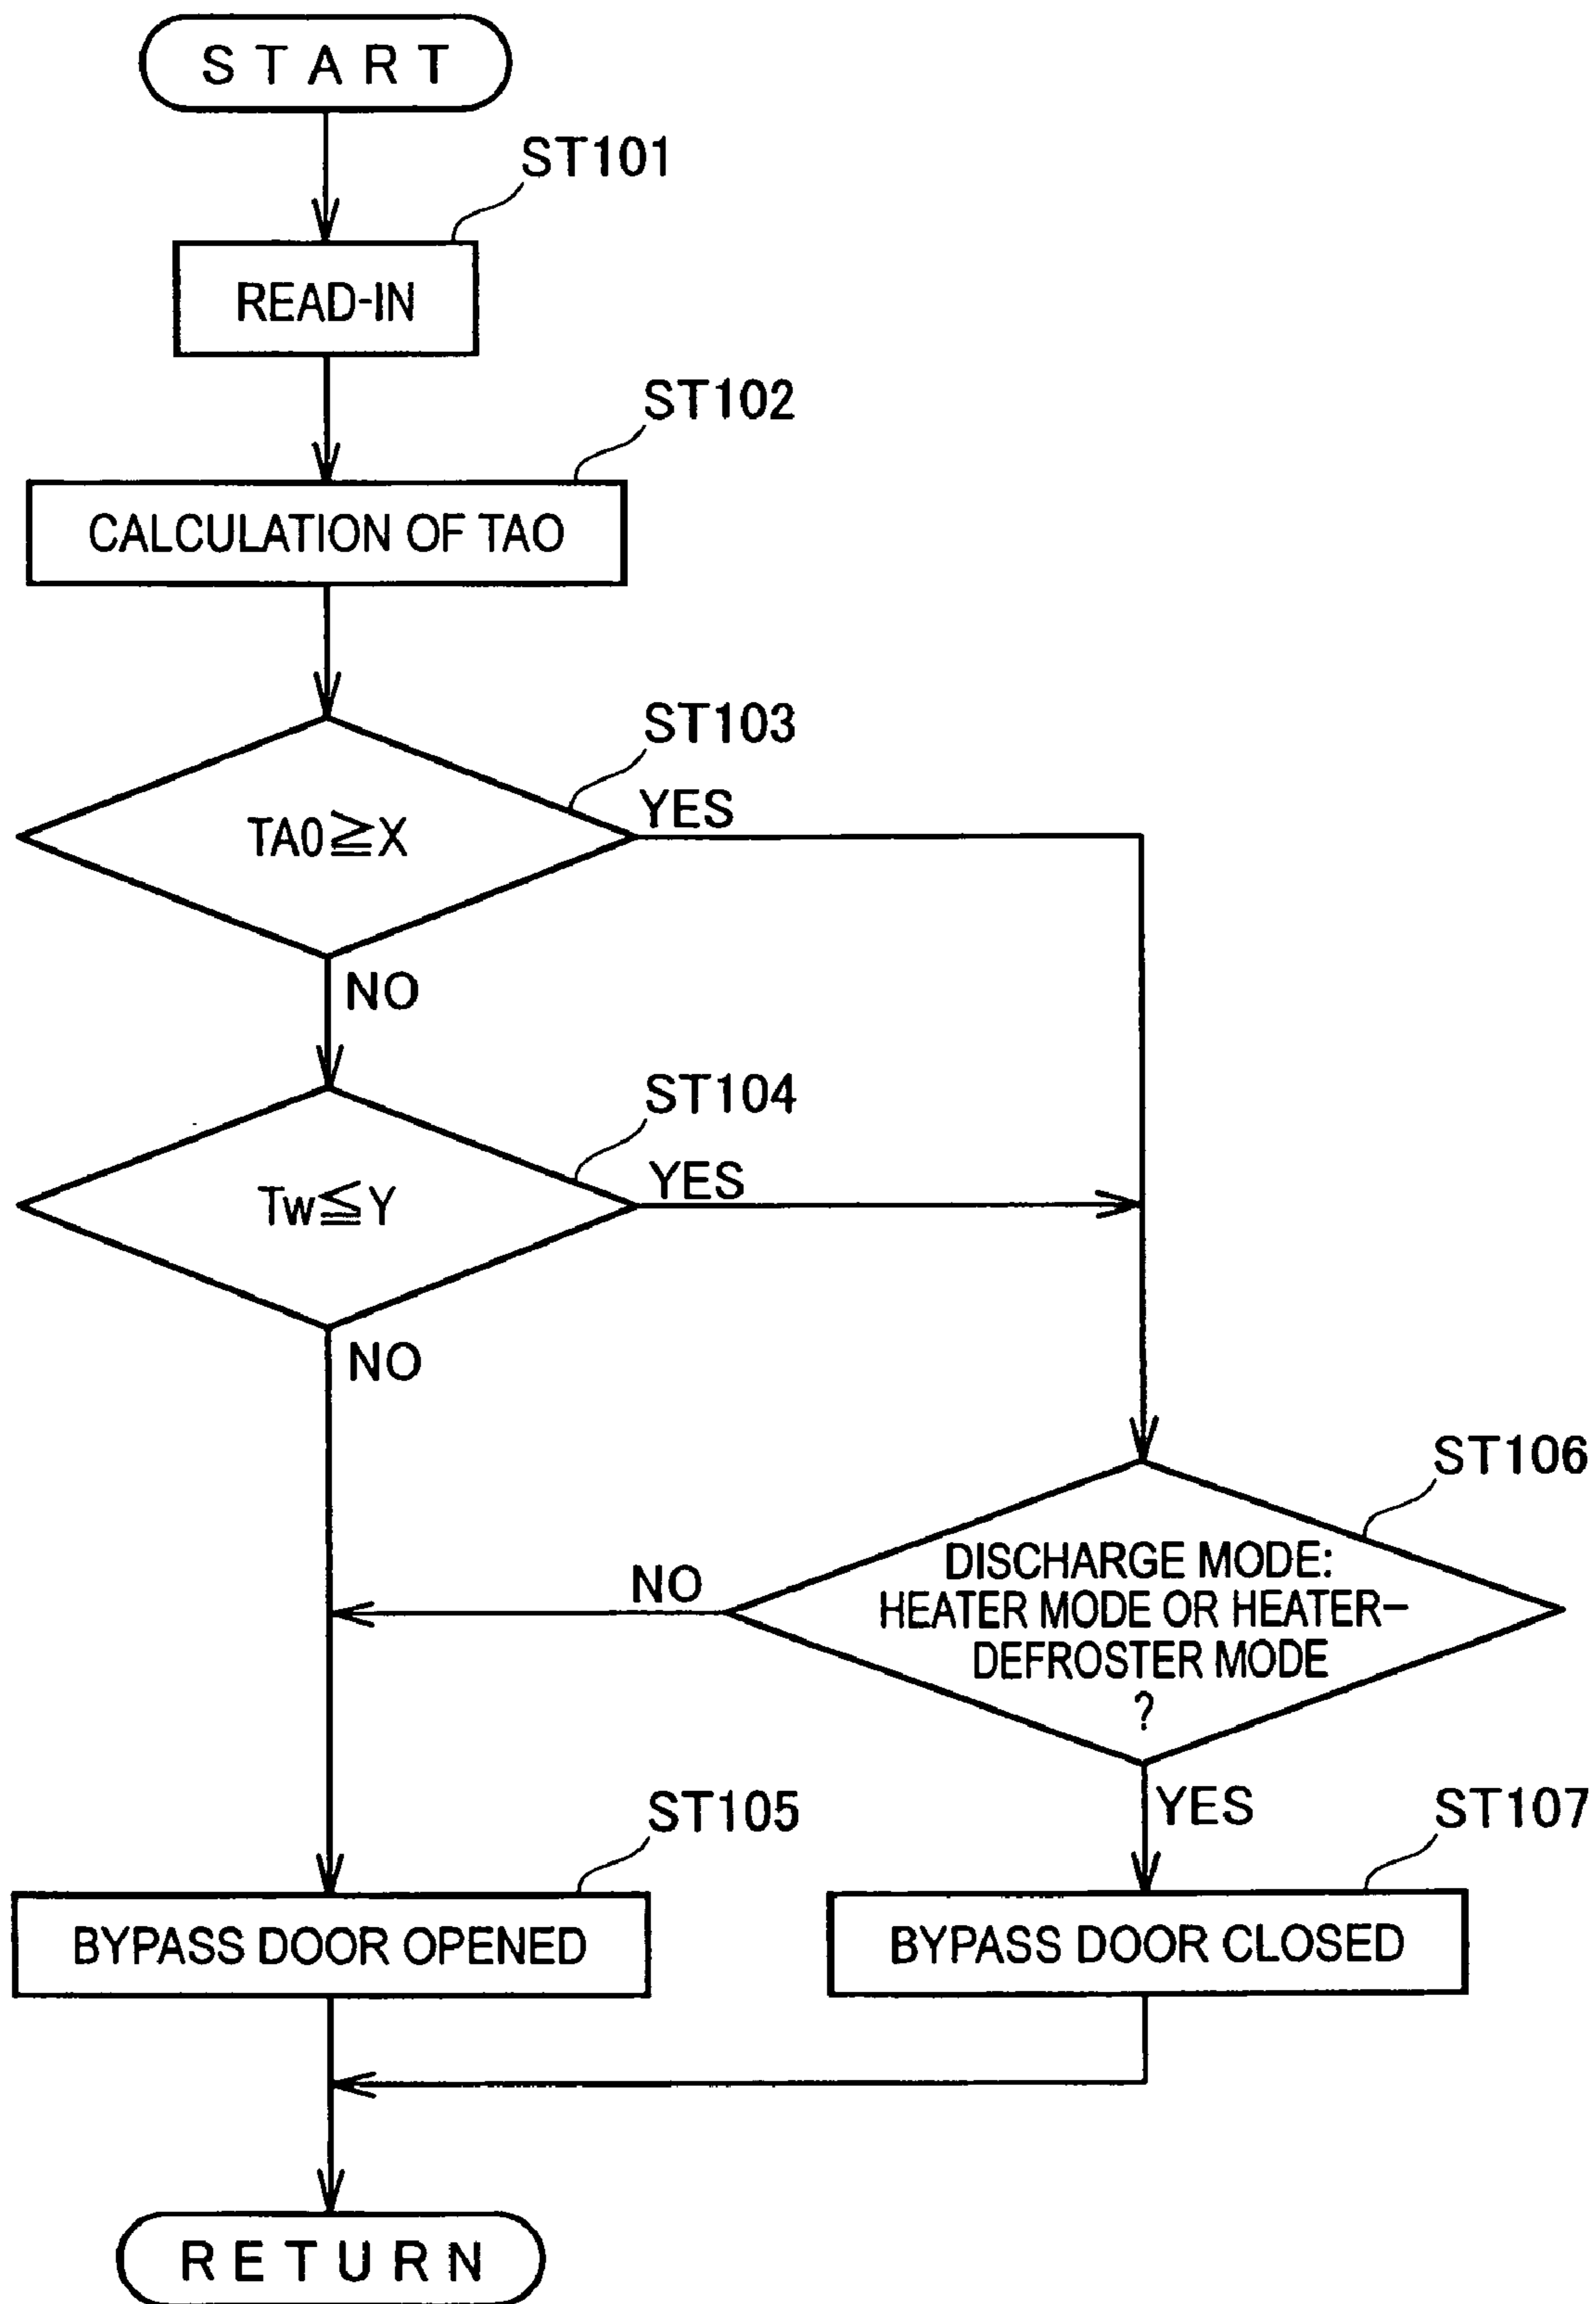 START
ST101
READ-IN
ST102
CALCULATION OF TAO
ST103
TA0≧X
YES
NO
ST104
Tw≦Y
YES
NO
ST106
DISCHARGE MODE:
HEATER MODE OR HEATER-
DEFROSTER MODE
?
NO
YES
ST105
BYPASS DOOR OPENED
ST107
BYPASS DOOR CLOSED
RETURN